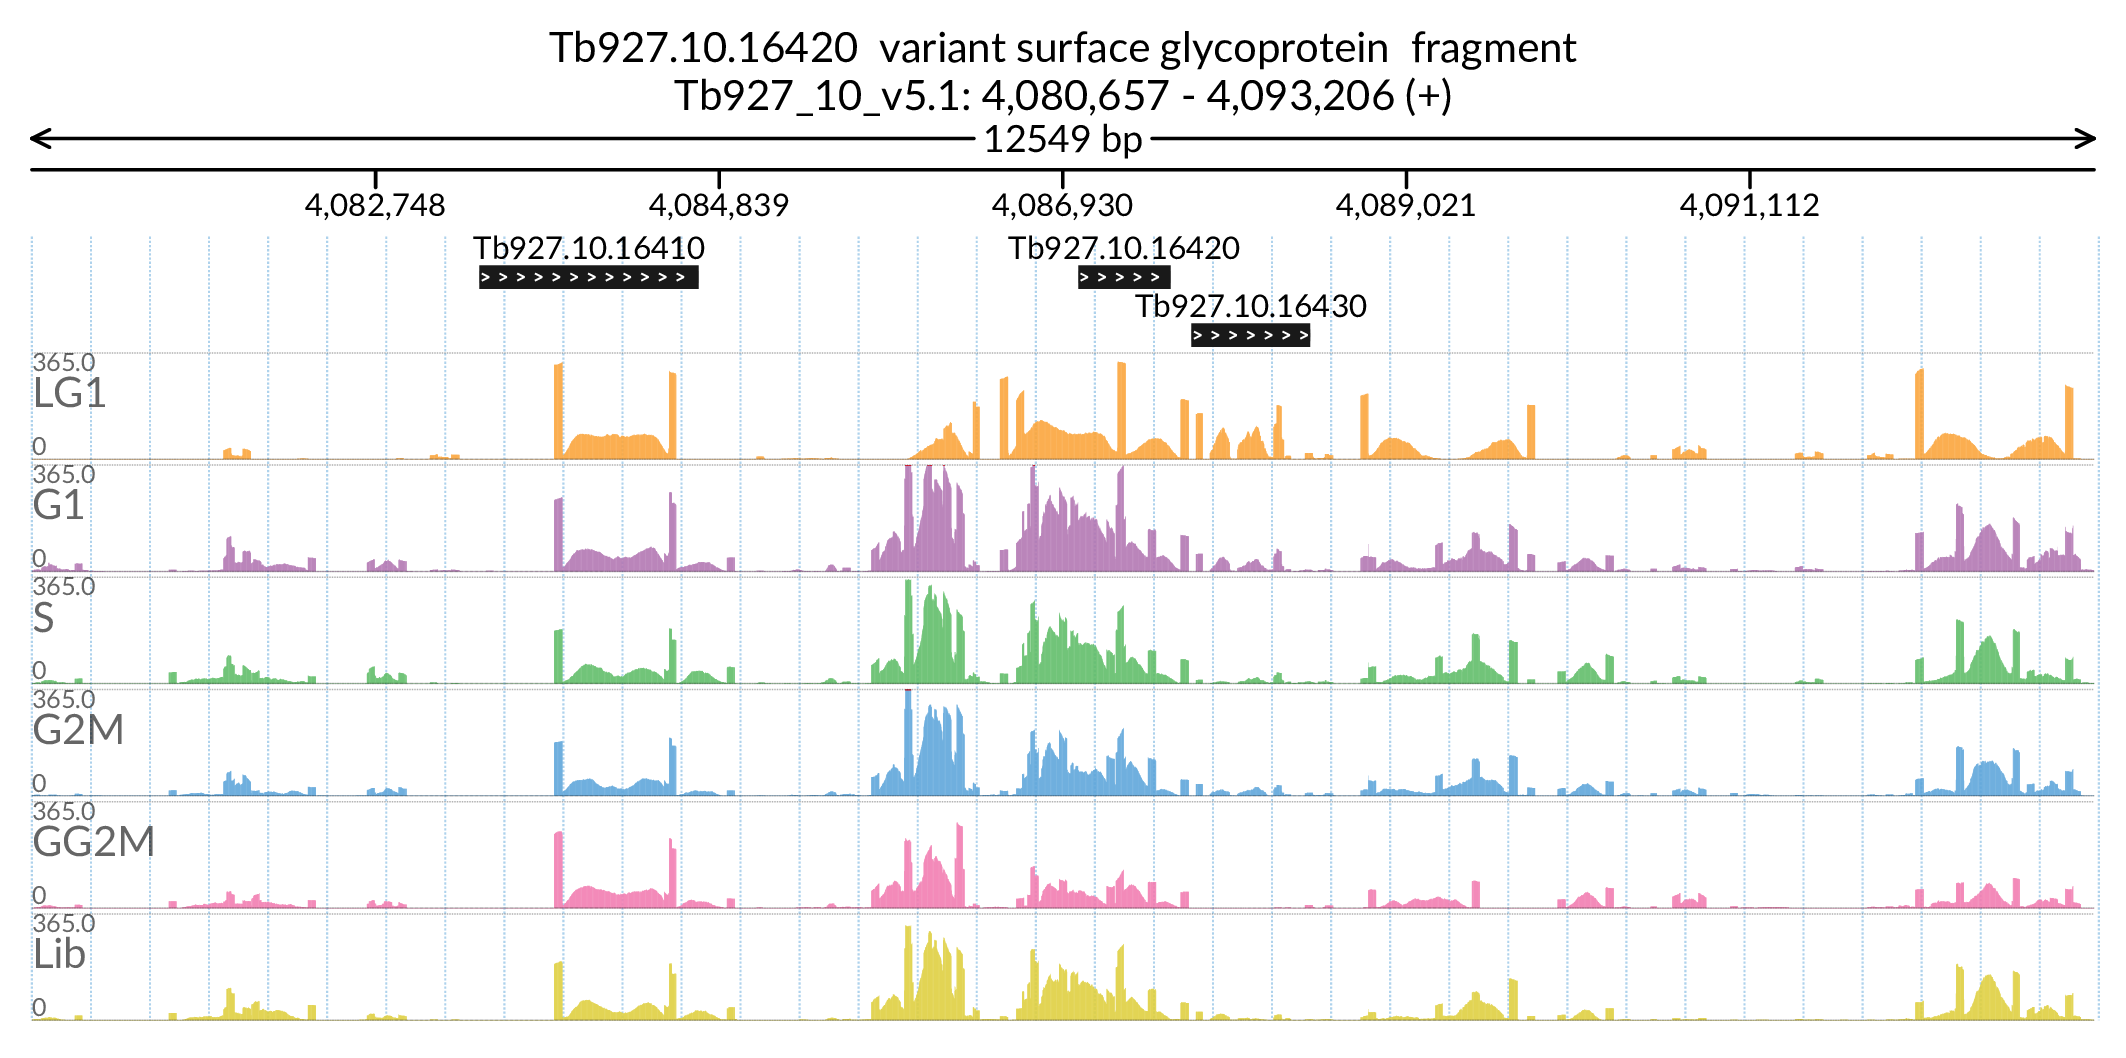 Tb927.10.16420 variant surface glycoprotein fragment
Tb927_10_v5.1: 4,080,657 - 4,093,206 (+)
12549 bp
4,082,748 4,084,839 4,086,930 4,089,021 4,091,112
Tb927.10.16410 Tb927.10.16420
Tb927.10.16430
365.0
LG1
0
365.0
G1
0
365.0
S
0
365.0
G2M
0
365.0
GG2M
0
365.0
Lib
0